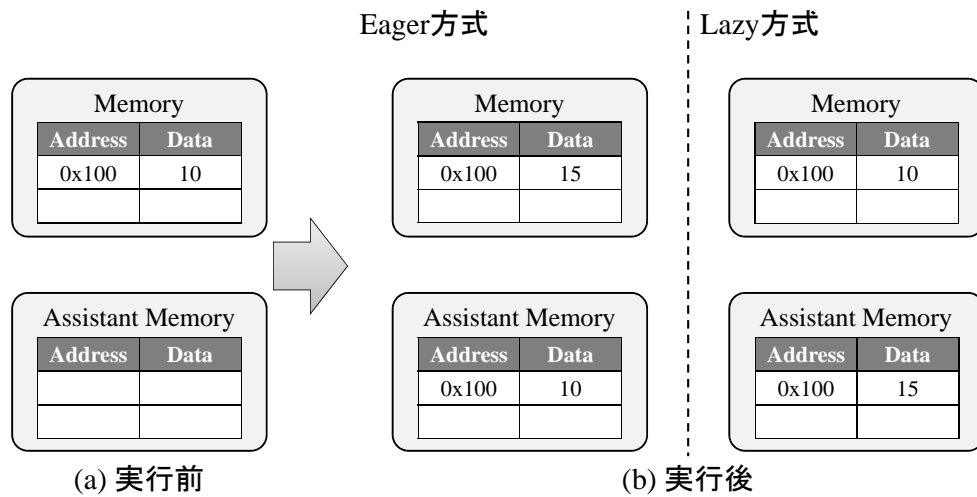 Eager方式
Lazy方式
Memory
Address Data
0x100 10
Assistant Memory
Address Data
(a) 実行前
Memory
Address Data
0x100 15
Assistant Memory
Address Data
0x100 10
Memory
Address Data
0x100 10
Assistant Memory
Address Data
0x100 15
(b) 実行後